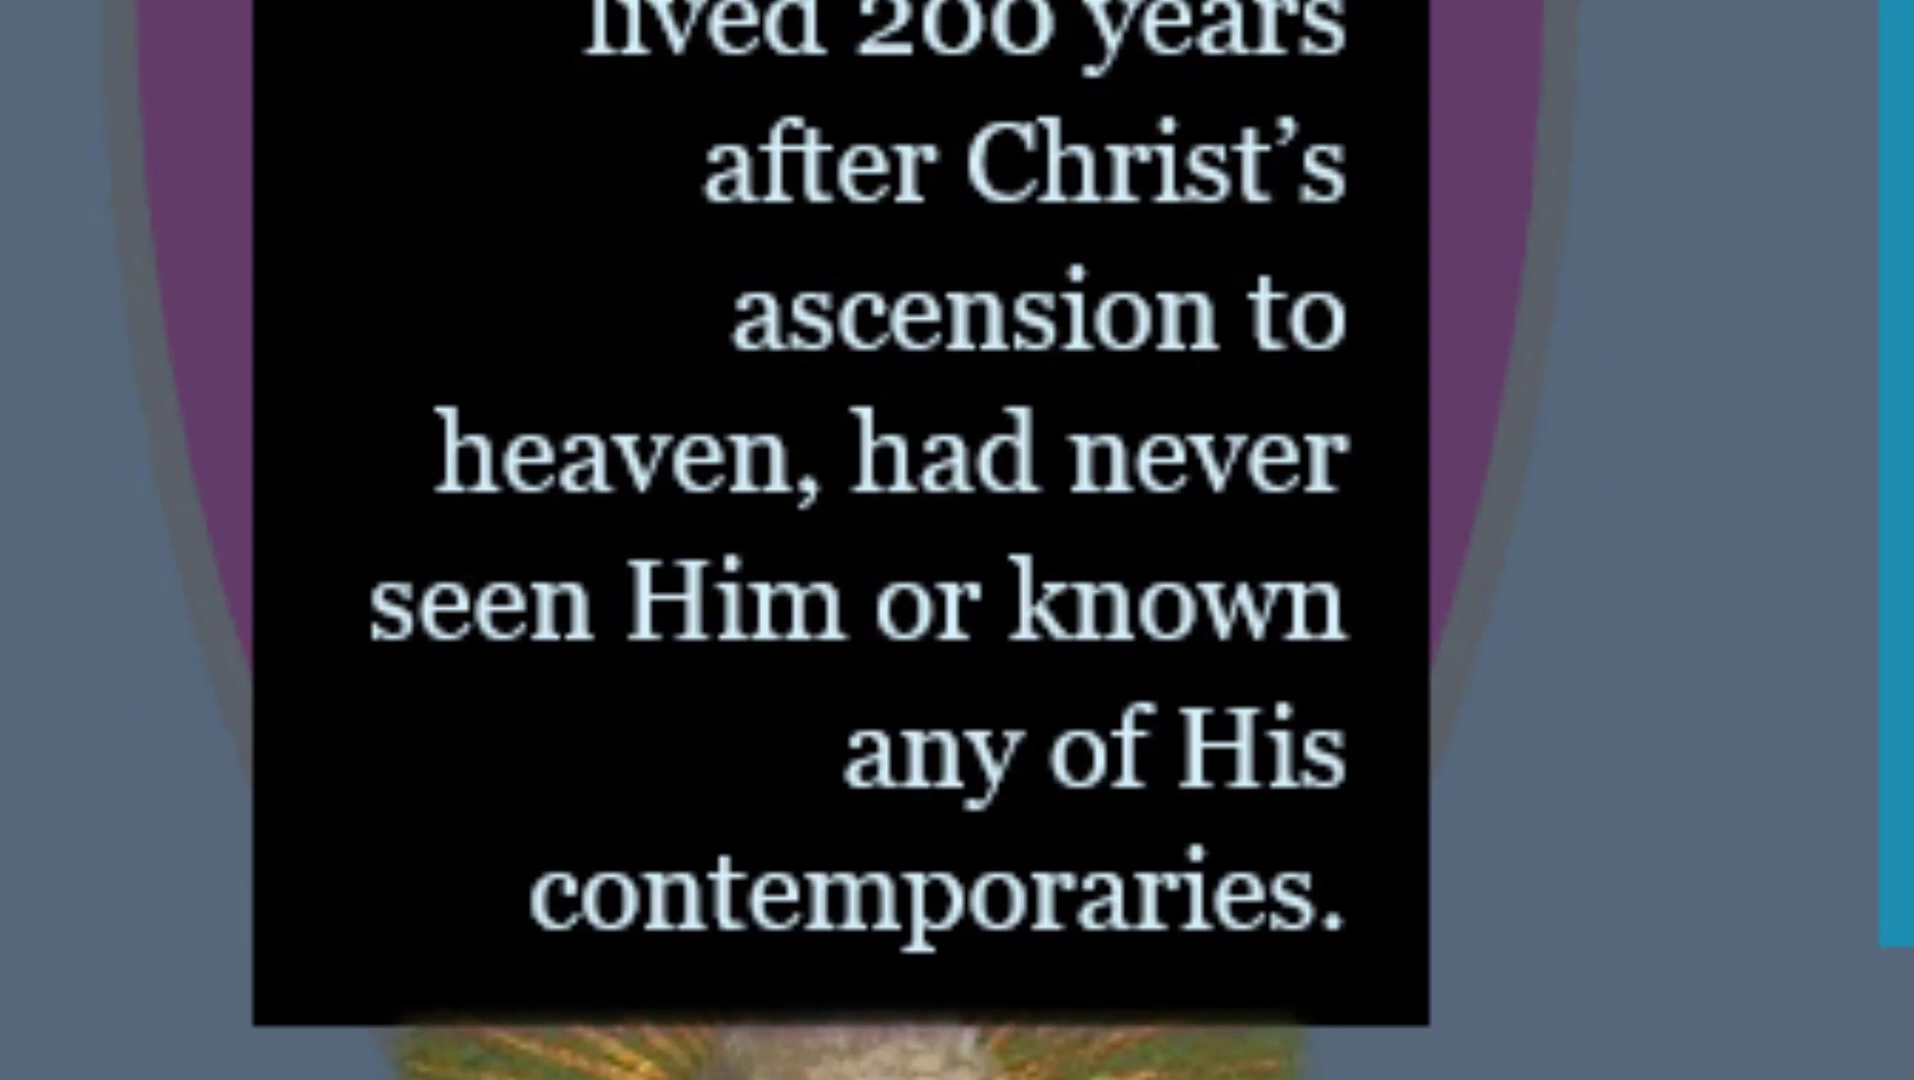 lived 200 years
after Christ’s
ascension to
heaven, had never
seen Him or known
any of His
contemporaries.